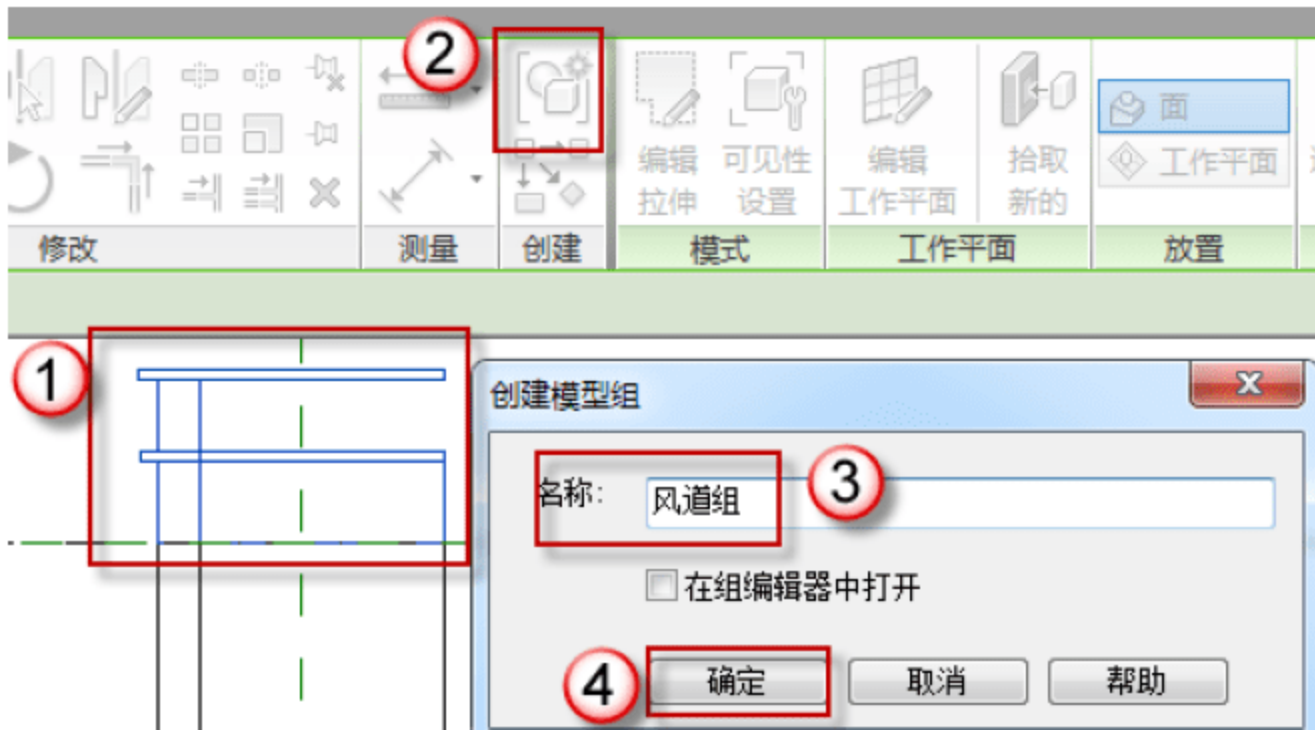 2
面
编辑 可见性 编辑 拾取 工作平面
拉伸 设置 工作平面 新的
修改 测量 创建 模式 工作平面 放置
1
创建模型组
名称: 风道组 3
在组编辑器中打开
4 确定 取消 帮助